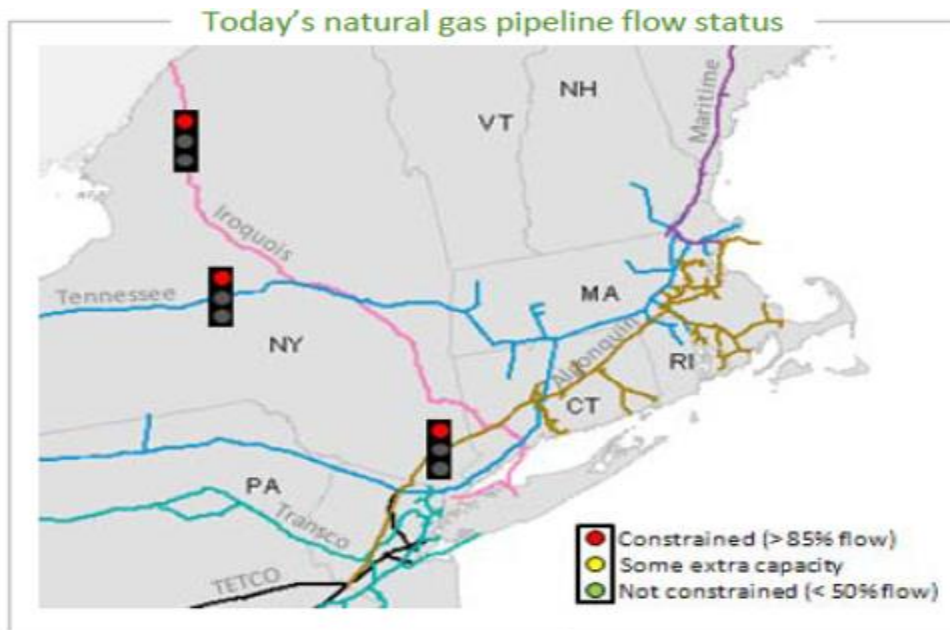 Today's natural gas pipeline flow status
NH
Maritime
VT
Iroquois
Tennessee
MA
NY
Algonquin
RI
CT
PA
Transco
TETCO
Constrained (> 85% flow)
Some extra capacity
Not constrained (< 50% flow)